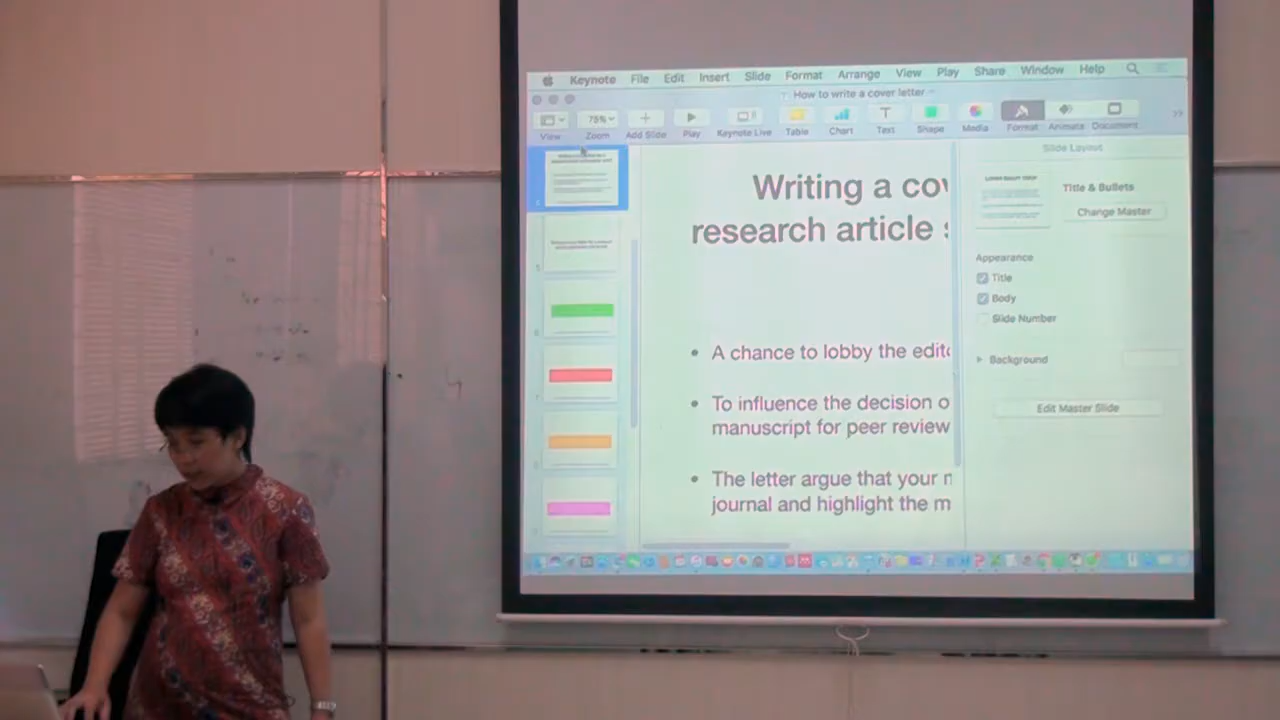 Keynote File Edit Insert Slide Format Arrange View Play Share Window Help
How to write a cover letter
75%
View Zoom Add Slide Play Keynote Live Table Chart Text Shape Media Format Animate Document
Slide Layout
Title & Bullets
Change Master
Appearance
Title
Body
Slide Number
Background
Edit Master Slide
Writing a cov
research article
A chance to lobby the edito
To influence the decision o
manuscript for peer review
The letter argue that your
journal and highlight the m